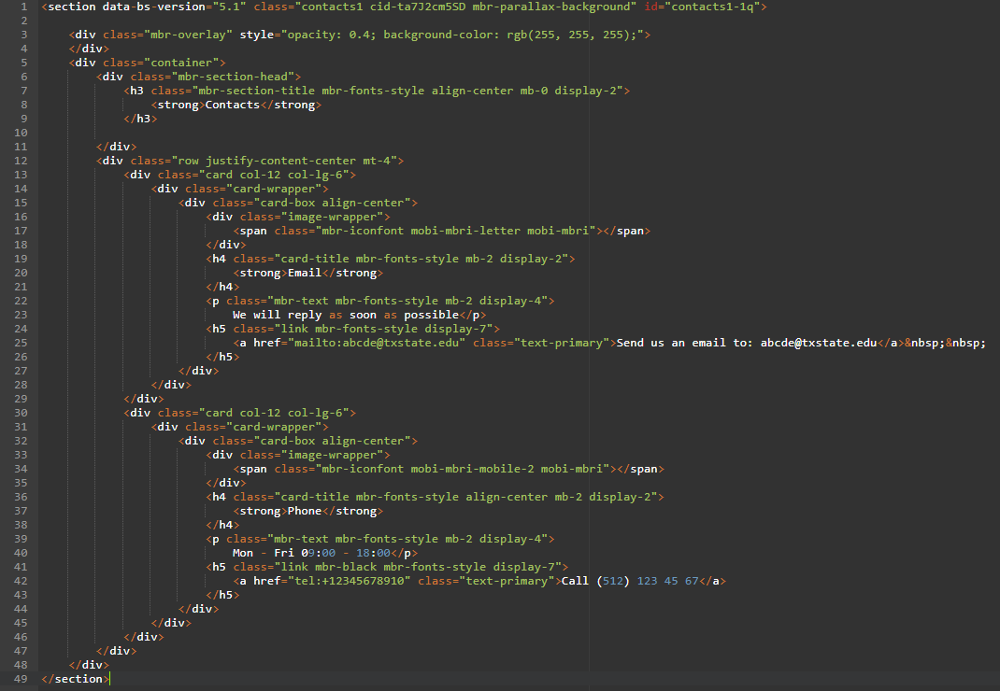 1 <section data-bs-version="5.1" class="contacts1 cid-ta7J2cm5SD mbr-parallax-background" id="contacts1-1q">
2
3     <div class="mbr-overlay" style="opacity: 0.4; background-color: rgb(255, 255, 255);">
4     </div>
5     <div class="container">
6         <div class="mbr-section-head">
7             <h3 class="mbr-section-title mbr-fonts-style align-center mb-0 display-2">
8                 <strong>Contacts</strong>
9             </h3>
10
11         </div>
12         <div class="row justify-content-center mt-4">
13             <div class="card col-12 col-lg-6">
14                 <div class="card-wrapper">
15                     <div class="card-box align-center">
16                         <div class="image-wrapper">
17                             <span class="mbr-iconfont mobi-mbri-letter mobi-mbri"></span>
18                         </div>
19                         <h4 class="card-title mbr-fonts-style mb-2 display-2">
20                             <strong>Email</strong>
21                         </h4>
22                         <p class="mbr-text mbr-fonts-style mb-2 display-4">
23                             We will reply as soon as possible</p>
24                         <h5 class="link mbr-fonts-style display-7">
25                             <a href="mailto:abcde@txstate.edu" class="text-primary">Send us an email to: abcde@txstate.edu</a>&nbsp;&nbsp;
26                         </h5>
27                     </div>
28                 </div>
29             </div>
30             <div class="card col-12 col-lg-6">
31                 <div class="card-wrapper">
32                     <div class="card-box align-center">
33                         <div class="image-wrapper">
34                             <span class="mbr-iconfont mobi-mbri-mobile-2 mobi-mbri"></span>
35                         </div>
36                         <h4 class="card-title mbr-fonts-style align-center mb-2 display-2">
37                             <strong>Phone</strong>
38                         </h4>
39                         <p class="mbr-text mbr-fonts-style mb-2 display-4">
40                             Mon - Fri 09:00 - 18:00</p>
41                         <h5 class="link mbr-black mbr-fonts-style display-7">
42                             <a href="tel:+12345678910" class="text-primary">Call (512) 123 45 67</a>
43                         </h5>
44                     </div>
45                 </div>
46             </div>
47         </div>
48     </div>
49 </section>